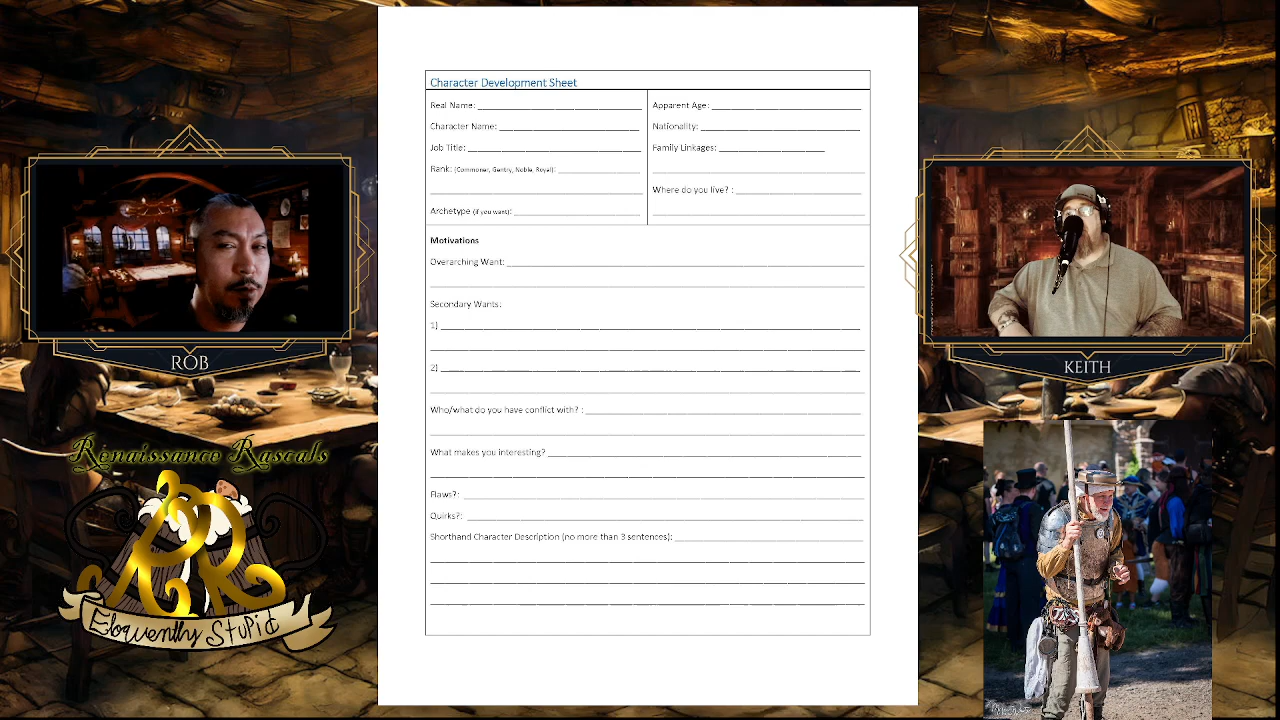 Character Development Sheet
Real Name:
Character Name:
Job Title:
Rank: (Commoner, Gentry, Noble, Royal):
Archetype (if you want):
Apparent Age:
Nationality:
Family Linkages:
Where do you live? :
Motivations
Overarching Want:
Secondary Wants:
1)
2)
Who/what do you have conflict with? :
What makes you interesting?
Flaws?:
Quirks?:
Shorthand Character Description (no more than 3 sentences):
ROB
Renaissance Rascals
RR
Eloquently Stupid
KEITH